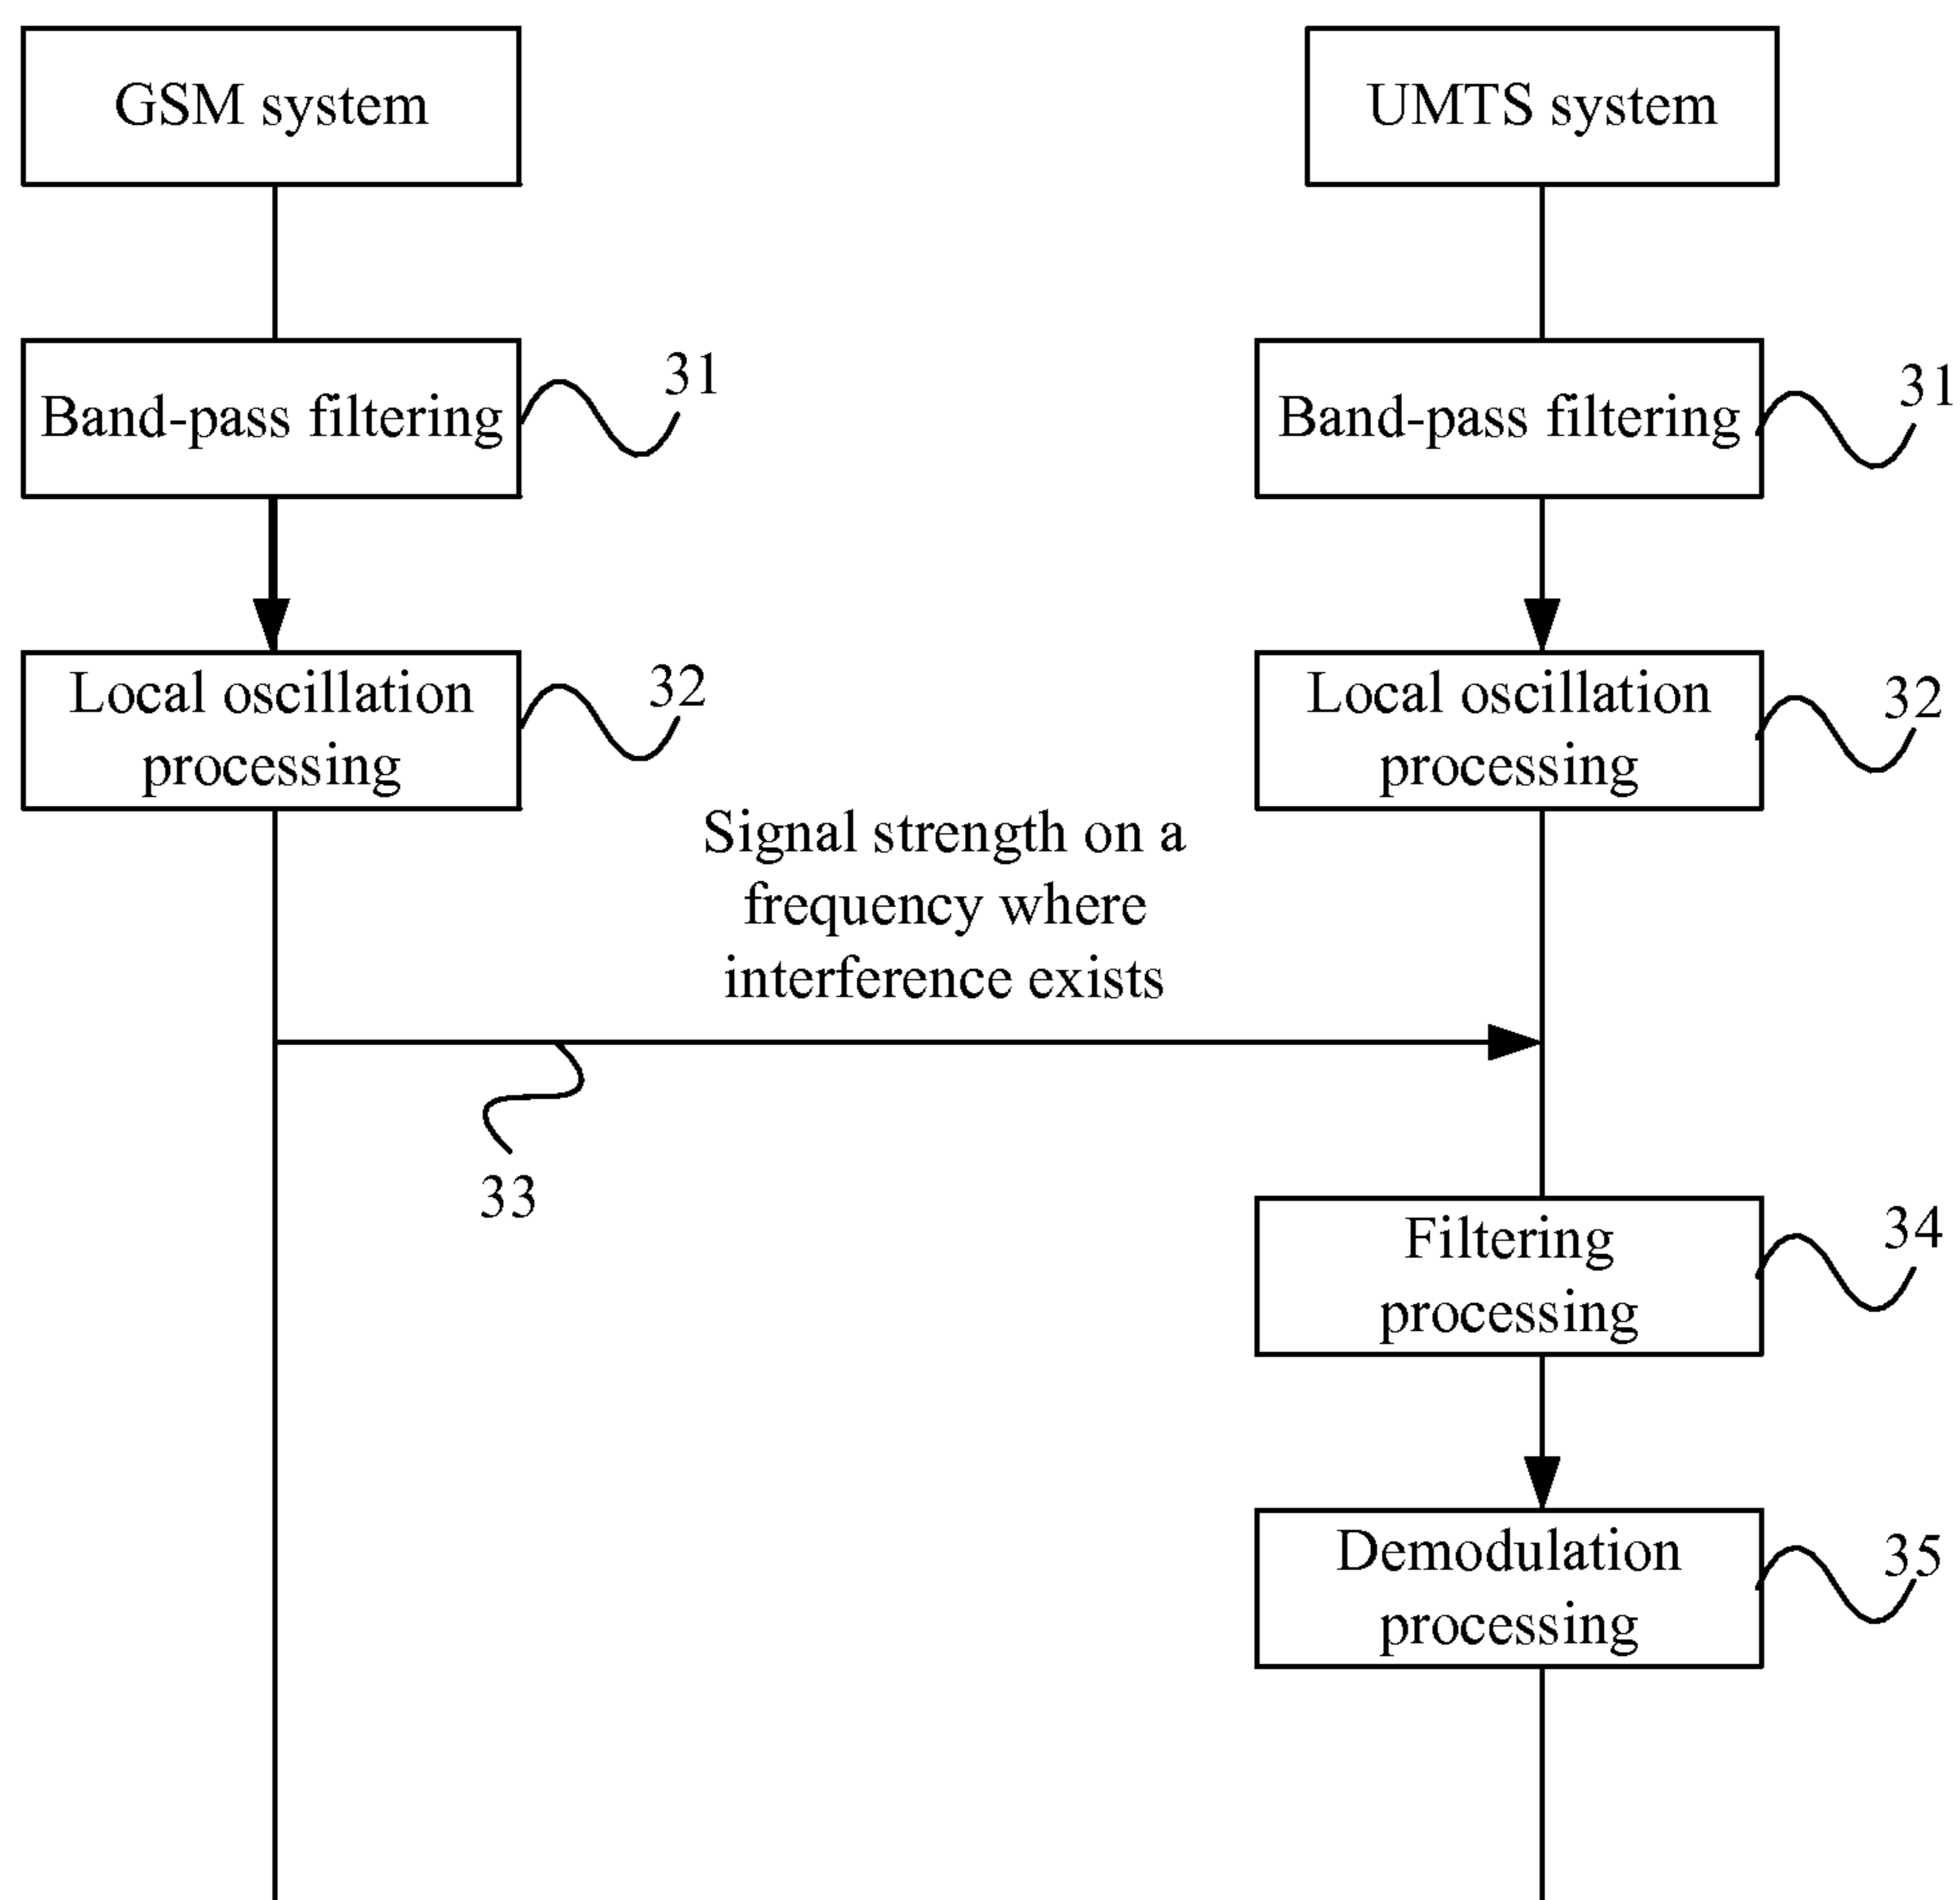 GSM system
UMTS system
Band-pass filtering
31
Band-pass filtering
31
Local oscillation
processing
32
Local oscillation
processing
32
Signal strength on a
frequency where
interference exists
33
Filtering
processing
34
Demodulation
processing
35